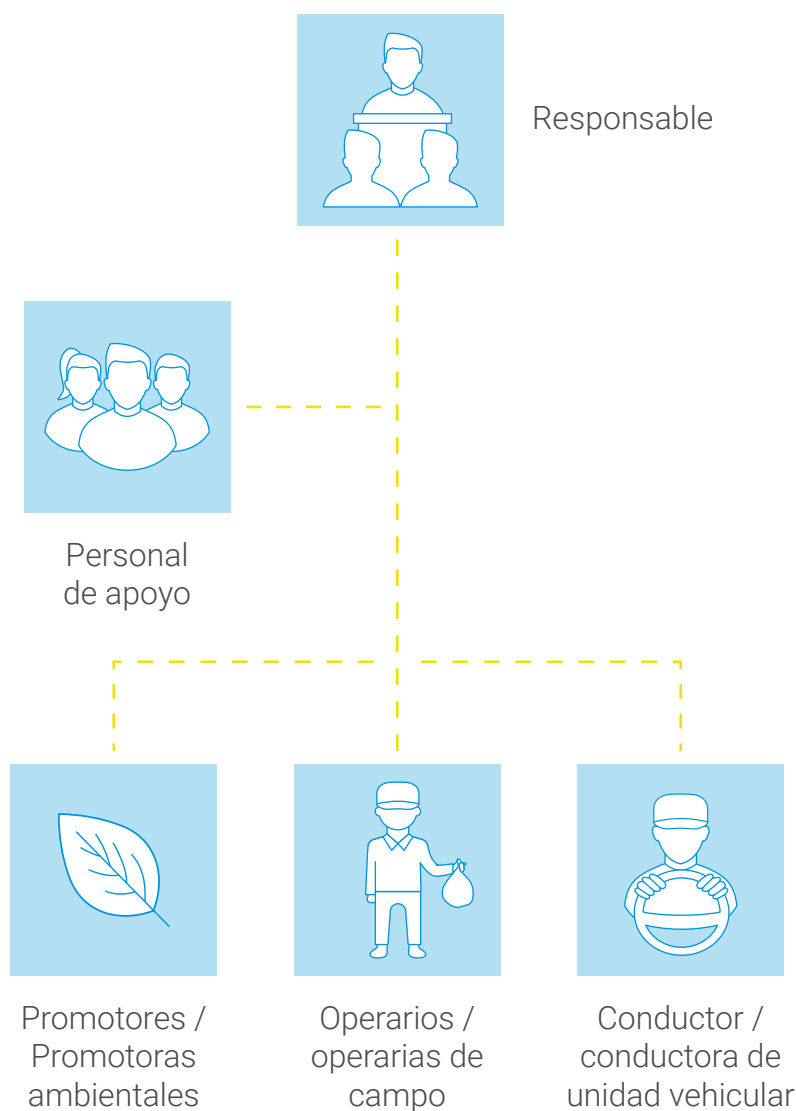 Responsable
Personal
de apoyo
Promotores /
Promotoras
ambientales
Operarios /
operarias de
campo
Conductor /
conductora de
unidad vehicular